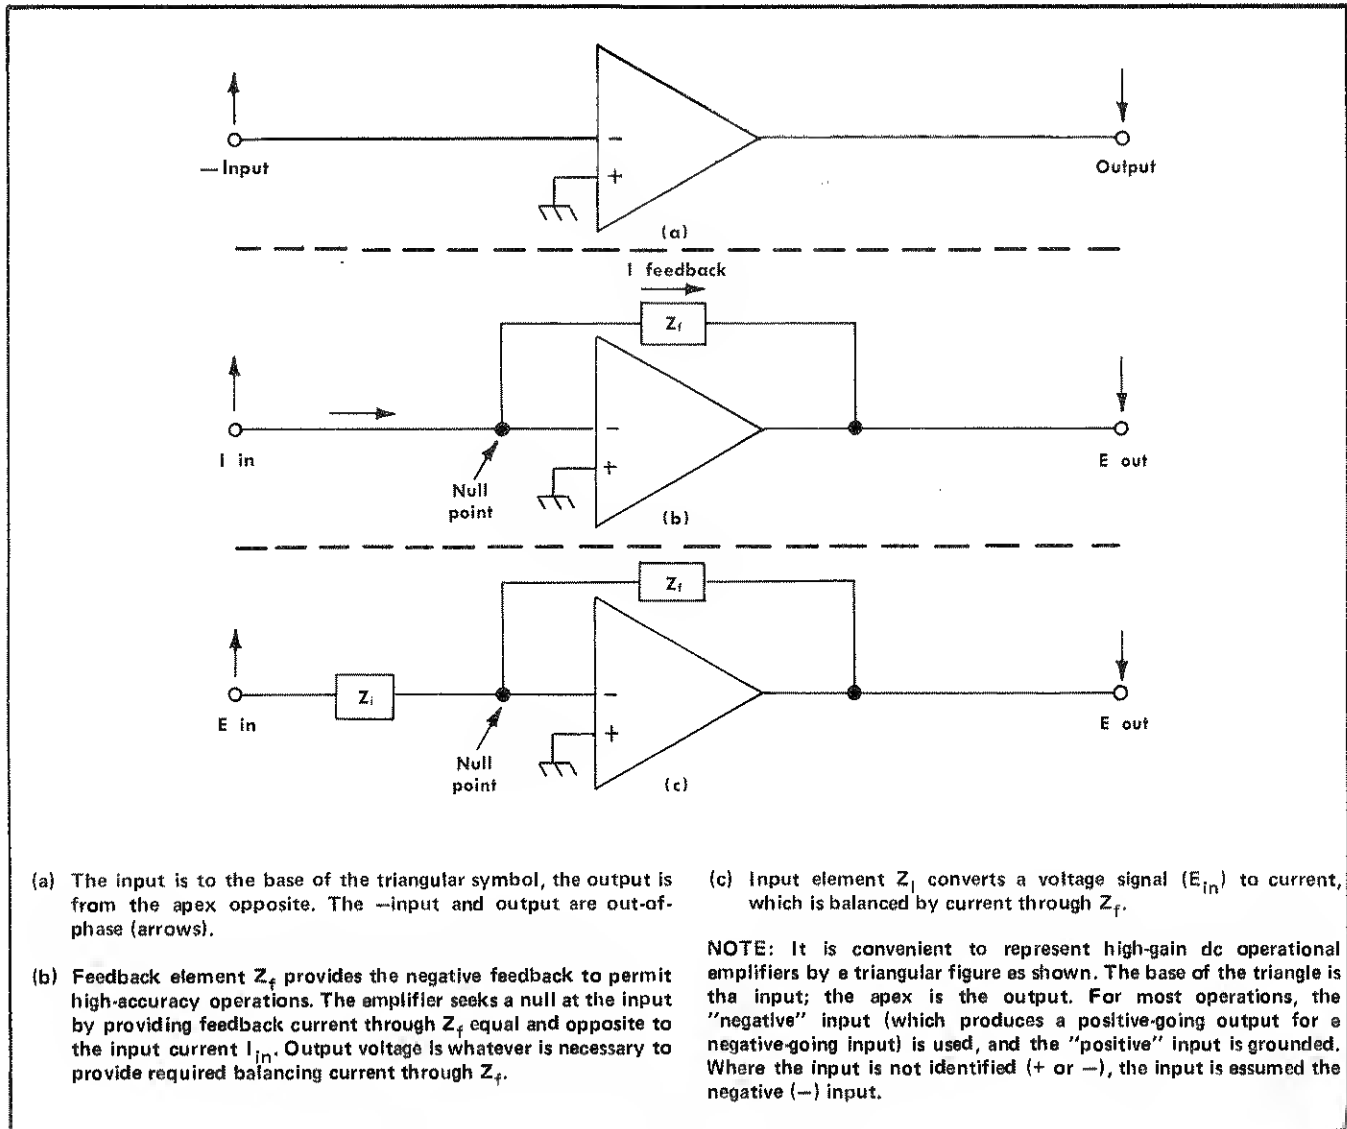 — Input
−
+
Output
(a)
I feedback
Zf
−
+
I in
Null
point
E out
(b)
Zf
Zi
−
+
E in
Null
point
E out
(c)
(a) The input is to the base of the triangular symbol, the output is
from the apex opposite. The —input and output are out-of-
phase (arrows).
(b) Feedback element Zf provides the negative feedback to permit
high-accuracy operations. The amplifier seeks a null at the input
by providing feedback current through Zf equal and opposite to
the input current Iin. Output voltage is whatever is necessary to
provide required balancing current through Zf.
(c) Input element ZI converts a voltage signal (Ein) to current,
which is balanced by current through Zf.
NOTE: It is convenient to represent high-gain dc operational
emplifiers by e triangular figure es shown. The base of the triangle is
tha input; the apex is the output. For most operations, the
"negative" input (which produces a positive-going output for e
negative-going input) is used, and the "positive" input is grounded.
Where the input is not identified (+ or —), the input is essumed the
negative (—) input.